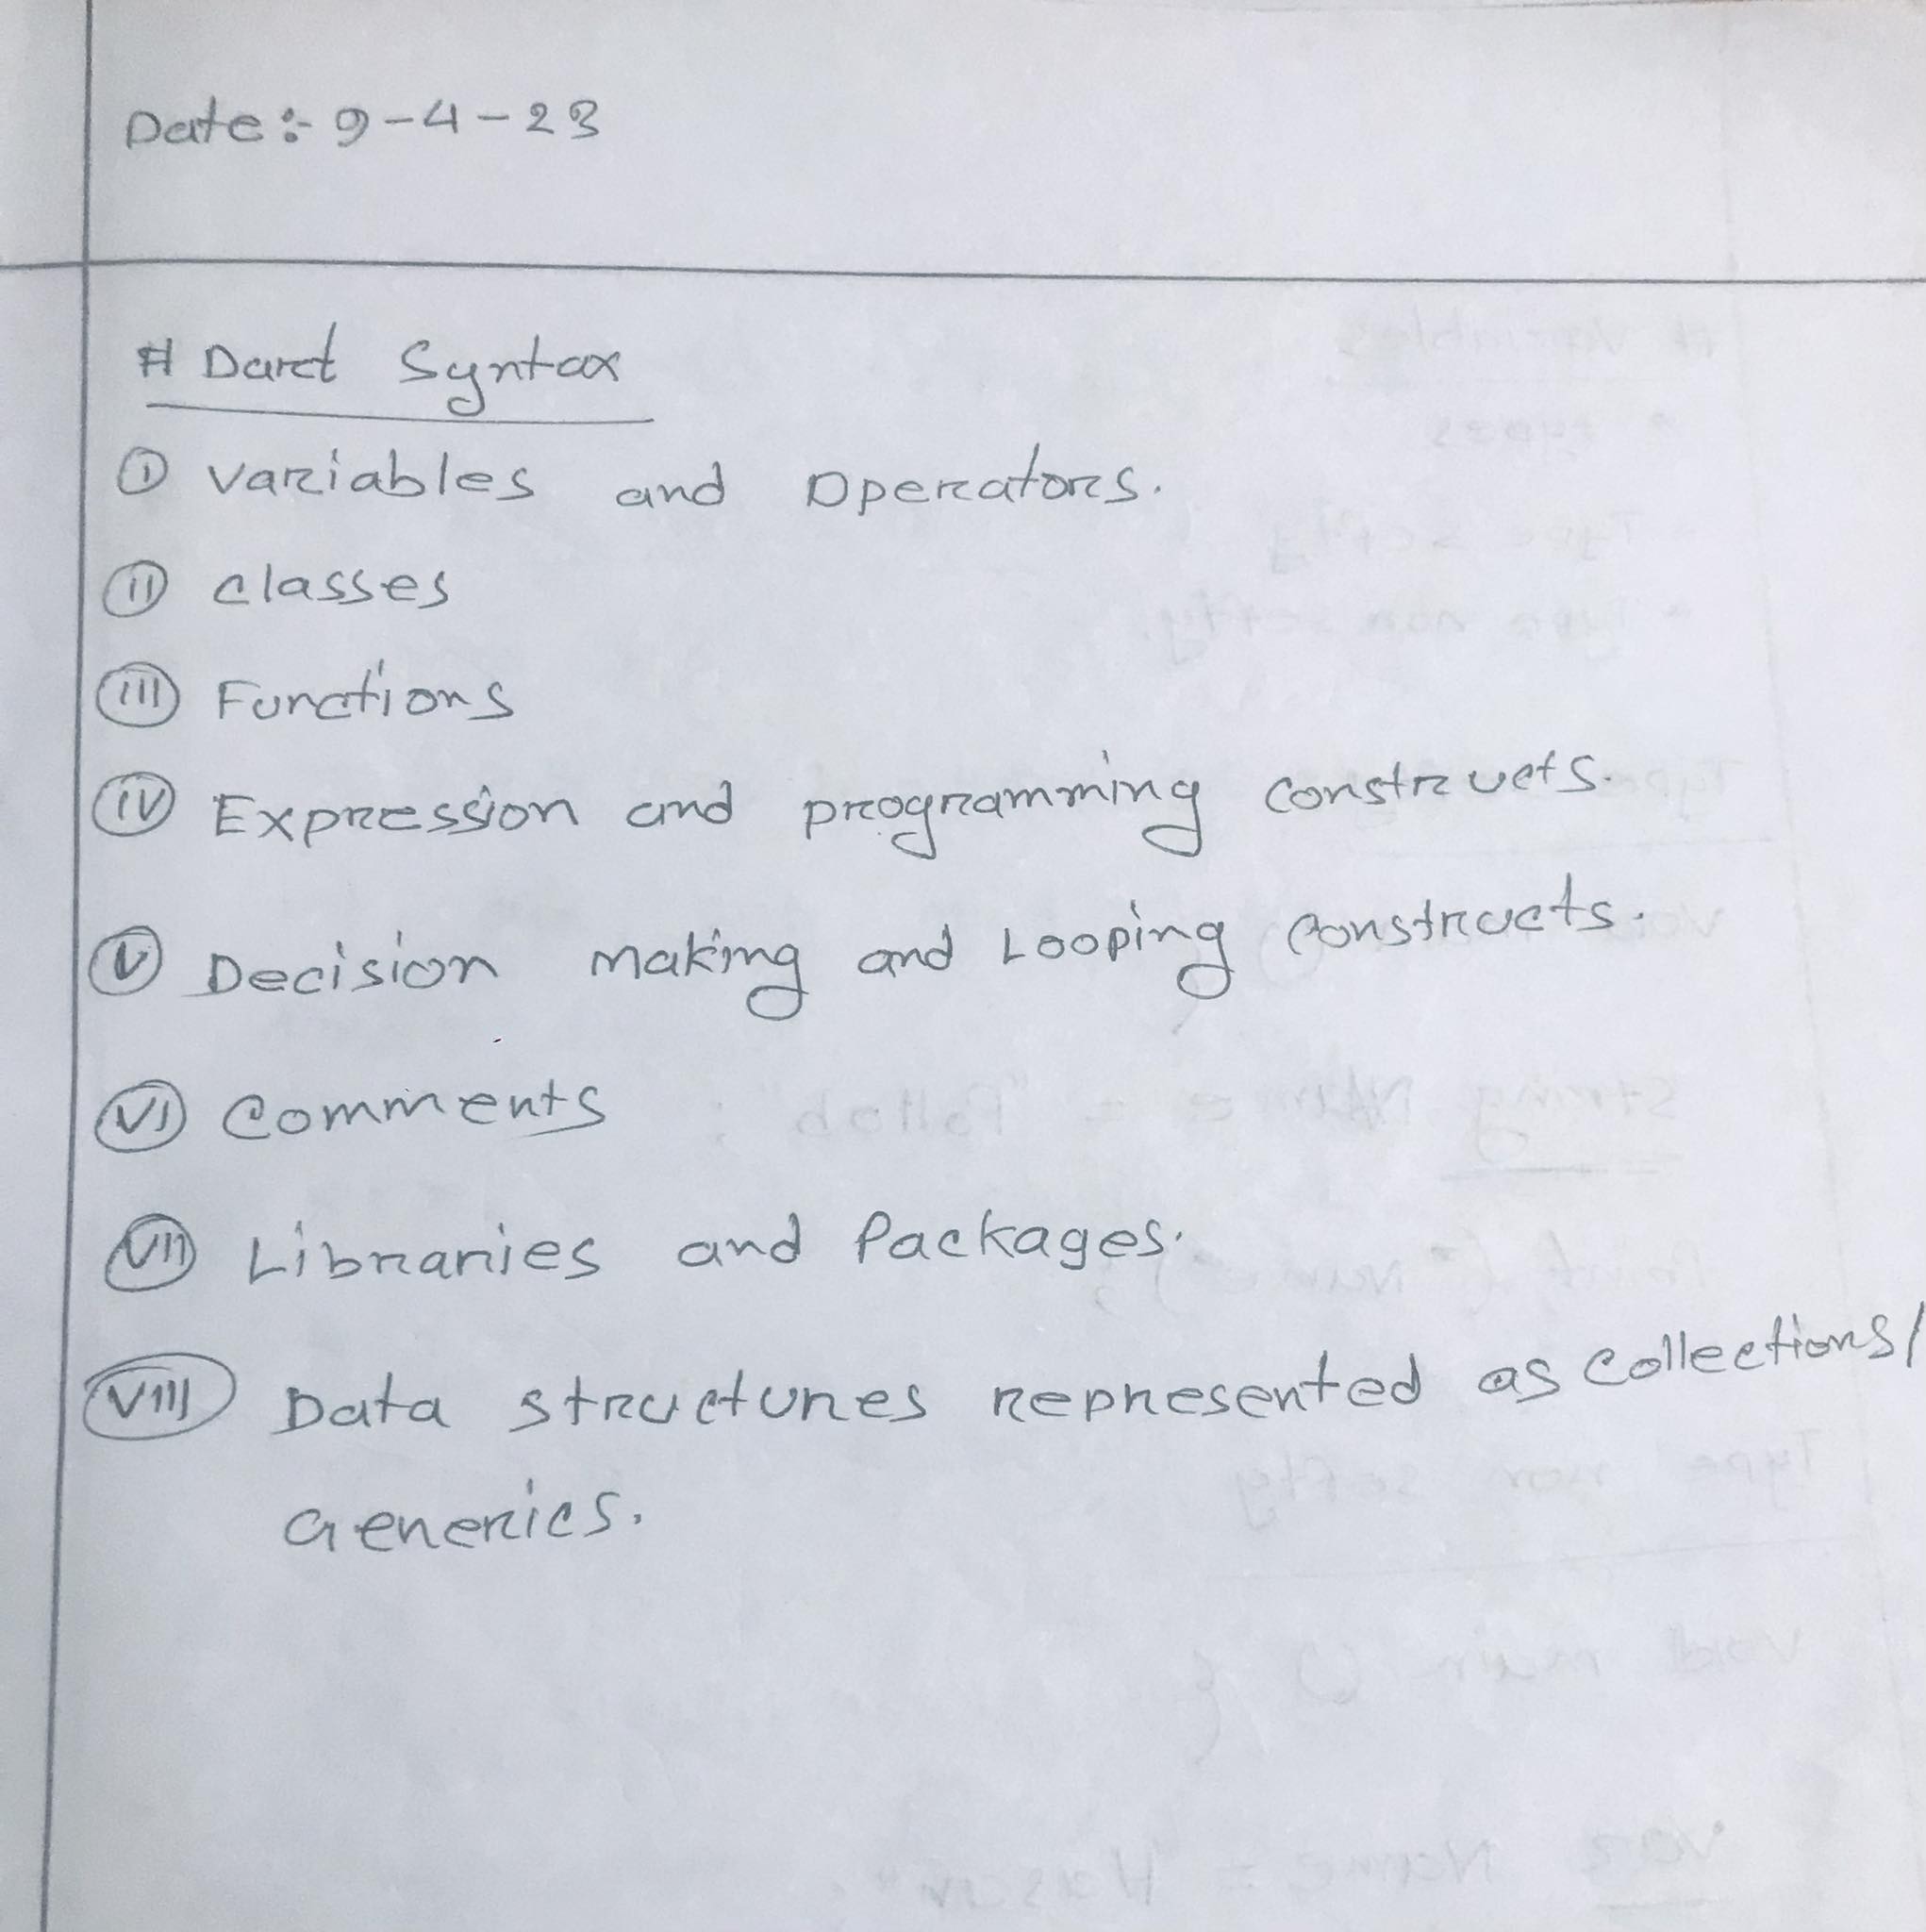 Date:- 9-4-23
# Dart Syntax
(i) Variables and Operators.
(ii) classes
(iii) Functions
(iv) Expression and programming constructs.
(v) Decision making and Looping constructs.
(vi) Comments
(vii) Libraries and Packages.
(viii) Data structures represented as collections/
Generics.